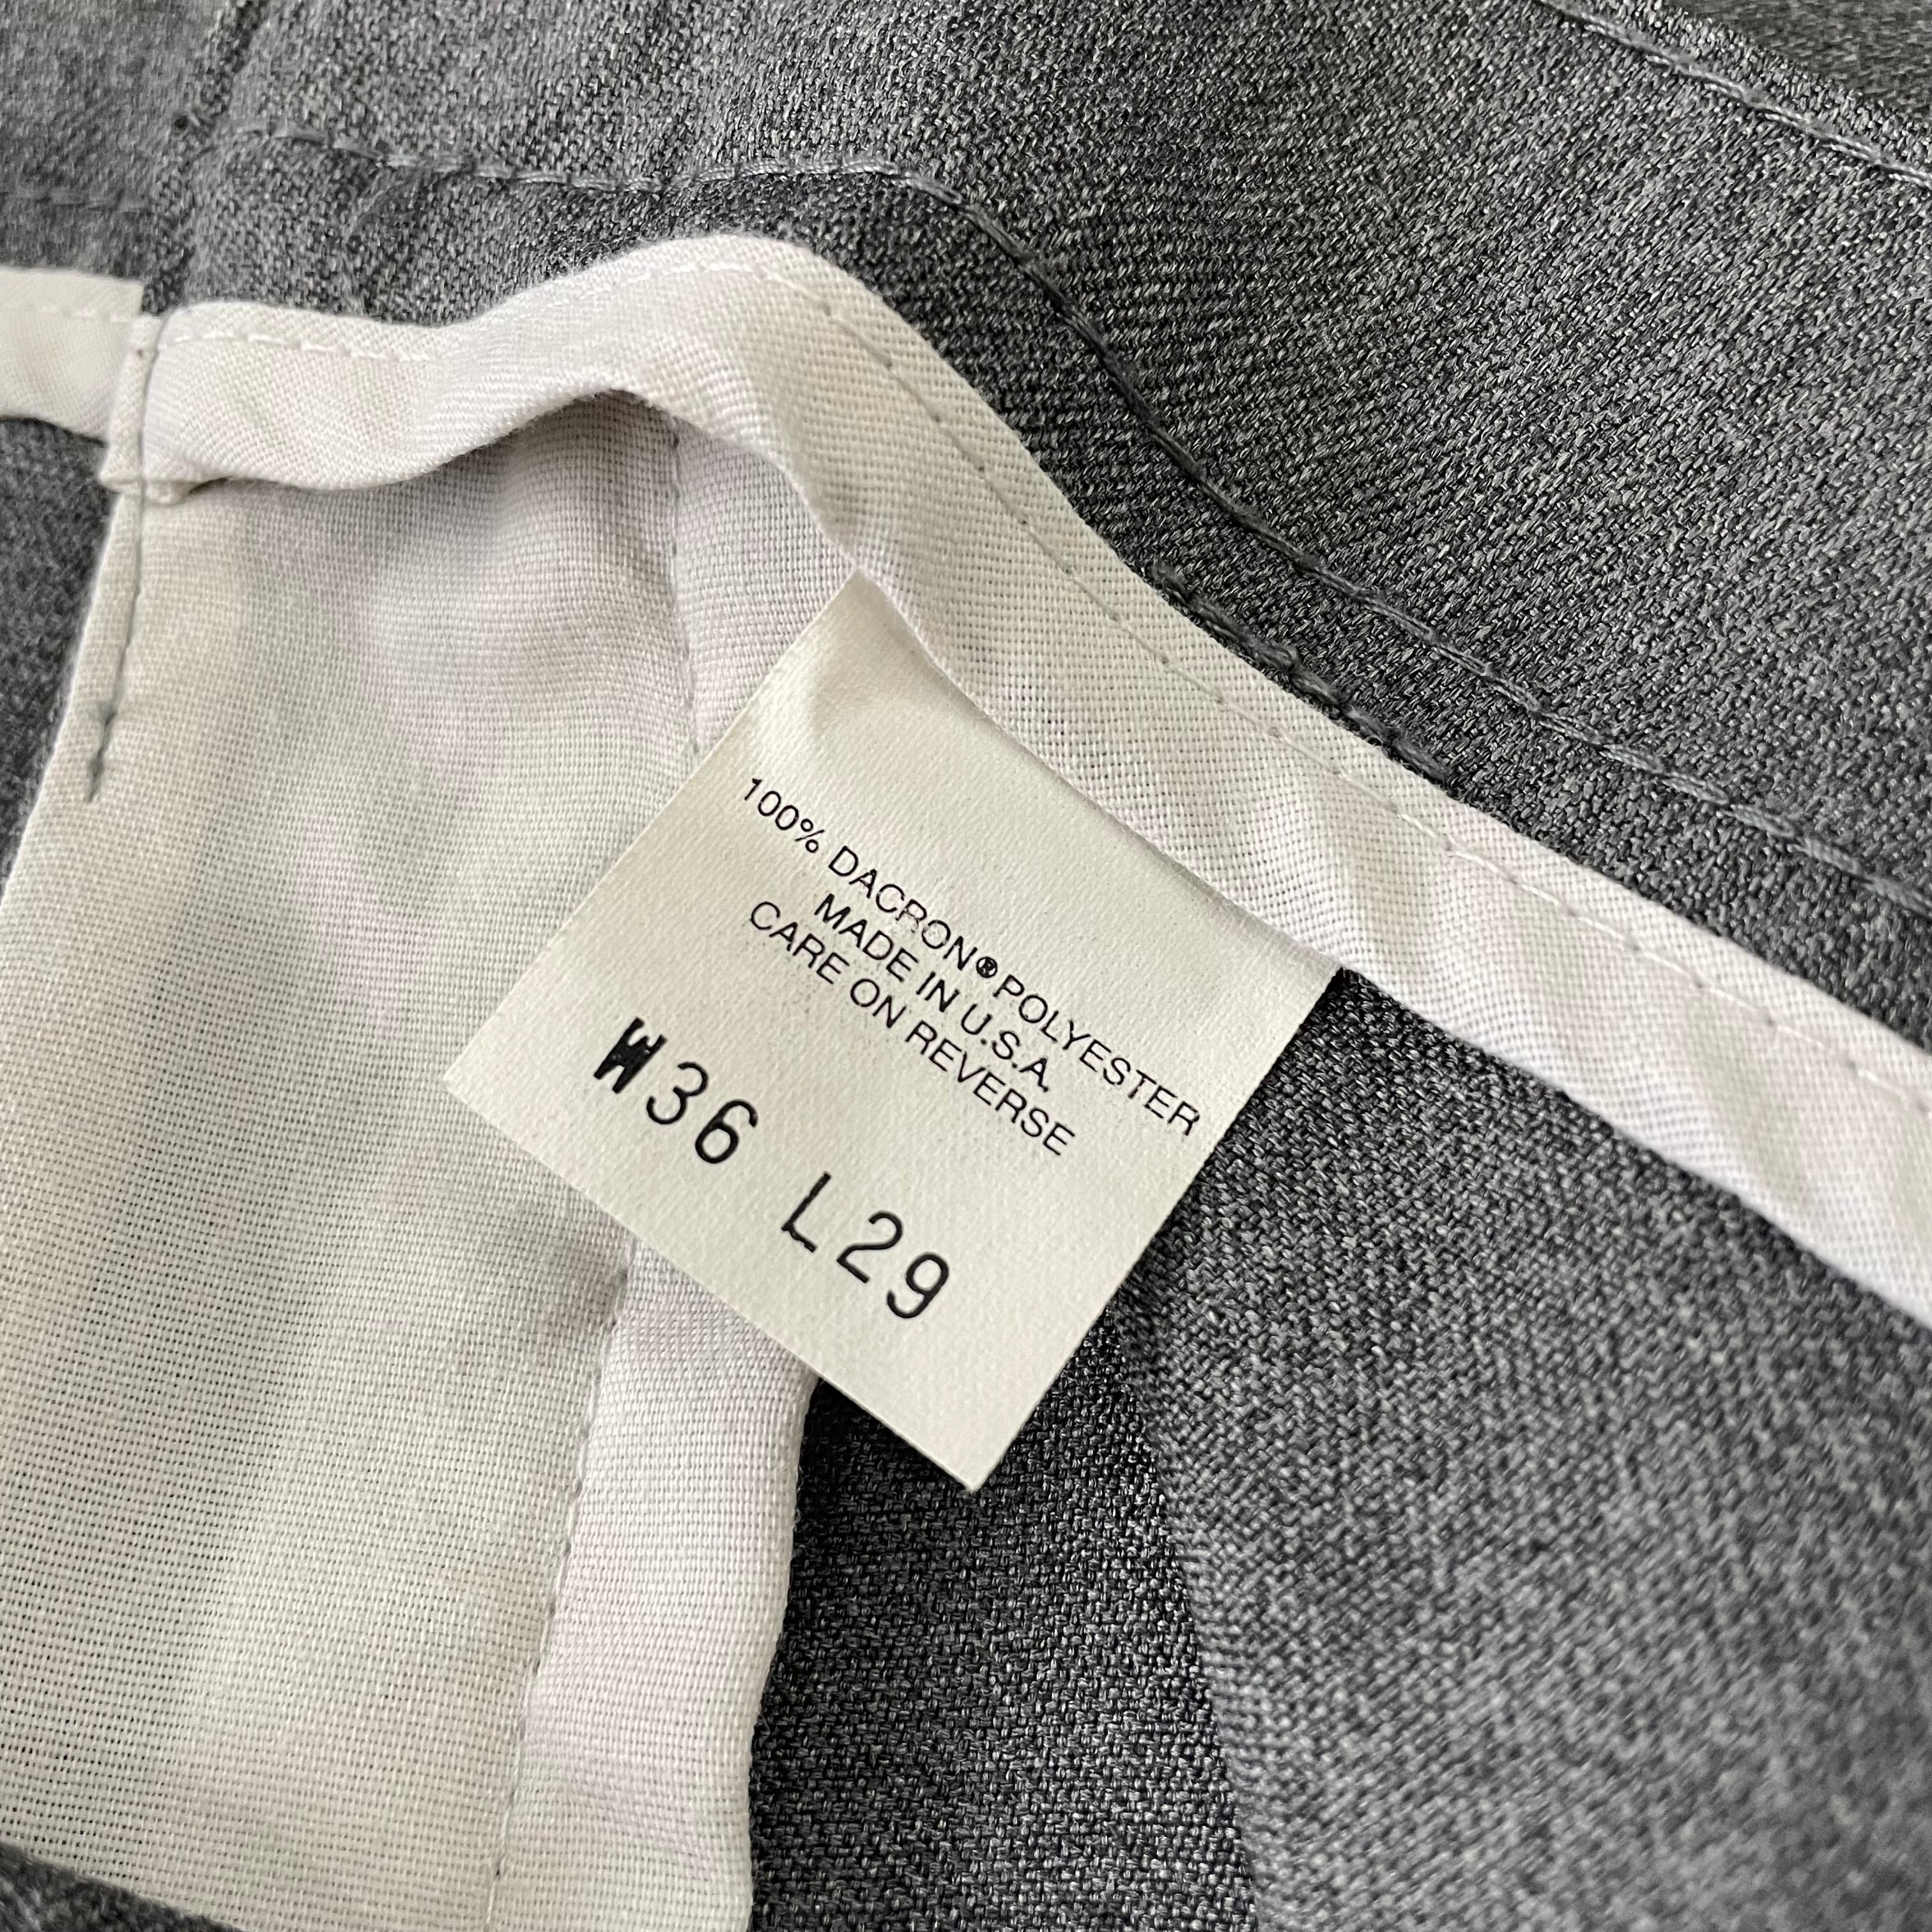 100% DACRON® POLYESTER
MADE IN U.S.A.
CARE ON REVERSE
W36 L29